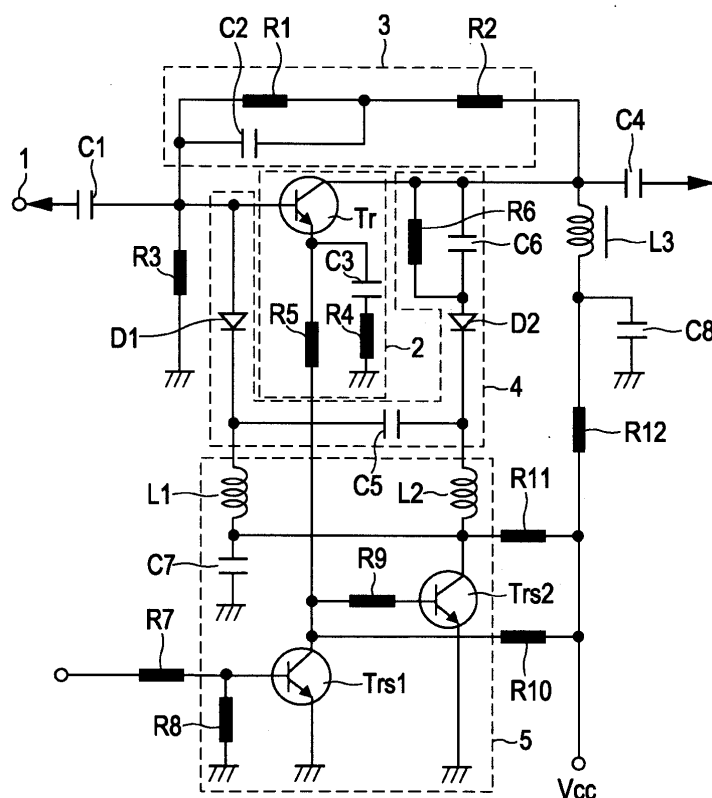 C2 R1 3 R2
1 C1 C4
Tr R6 C6 L3
R3 C3
D1 R5 R4 2 D2 C8
4
C5 R12
L1 L2 R11
C7 R9 Trs2
R7 R10
R8 Trs1
5
Vcc